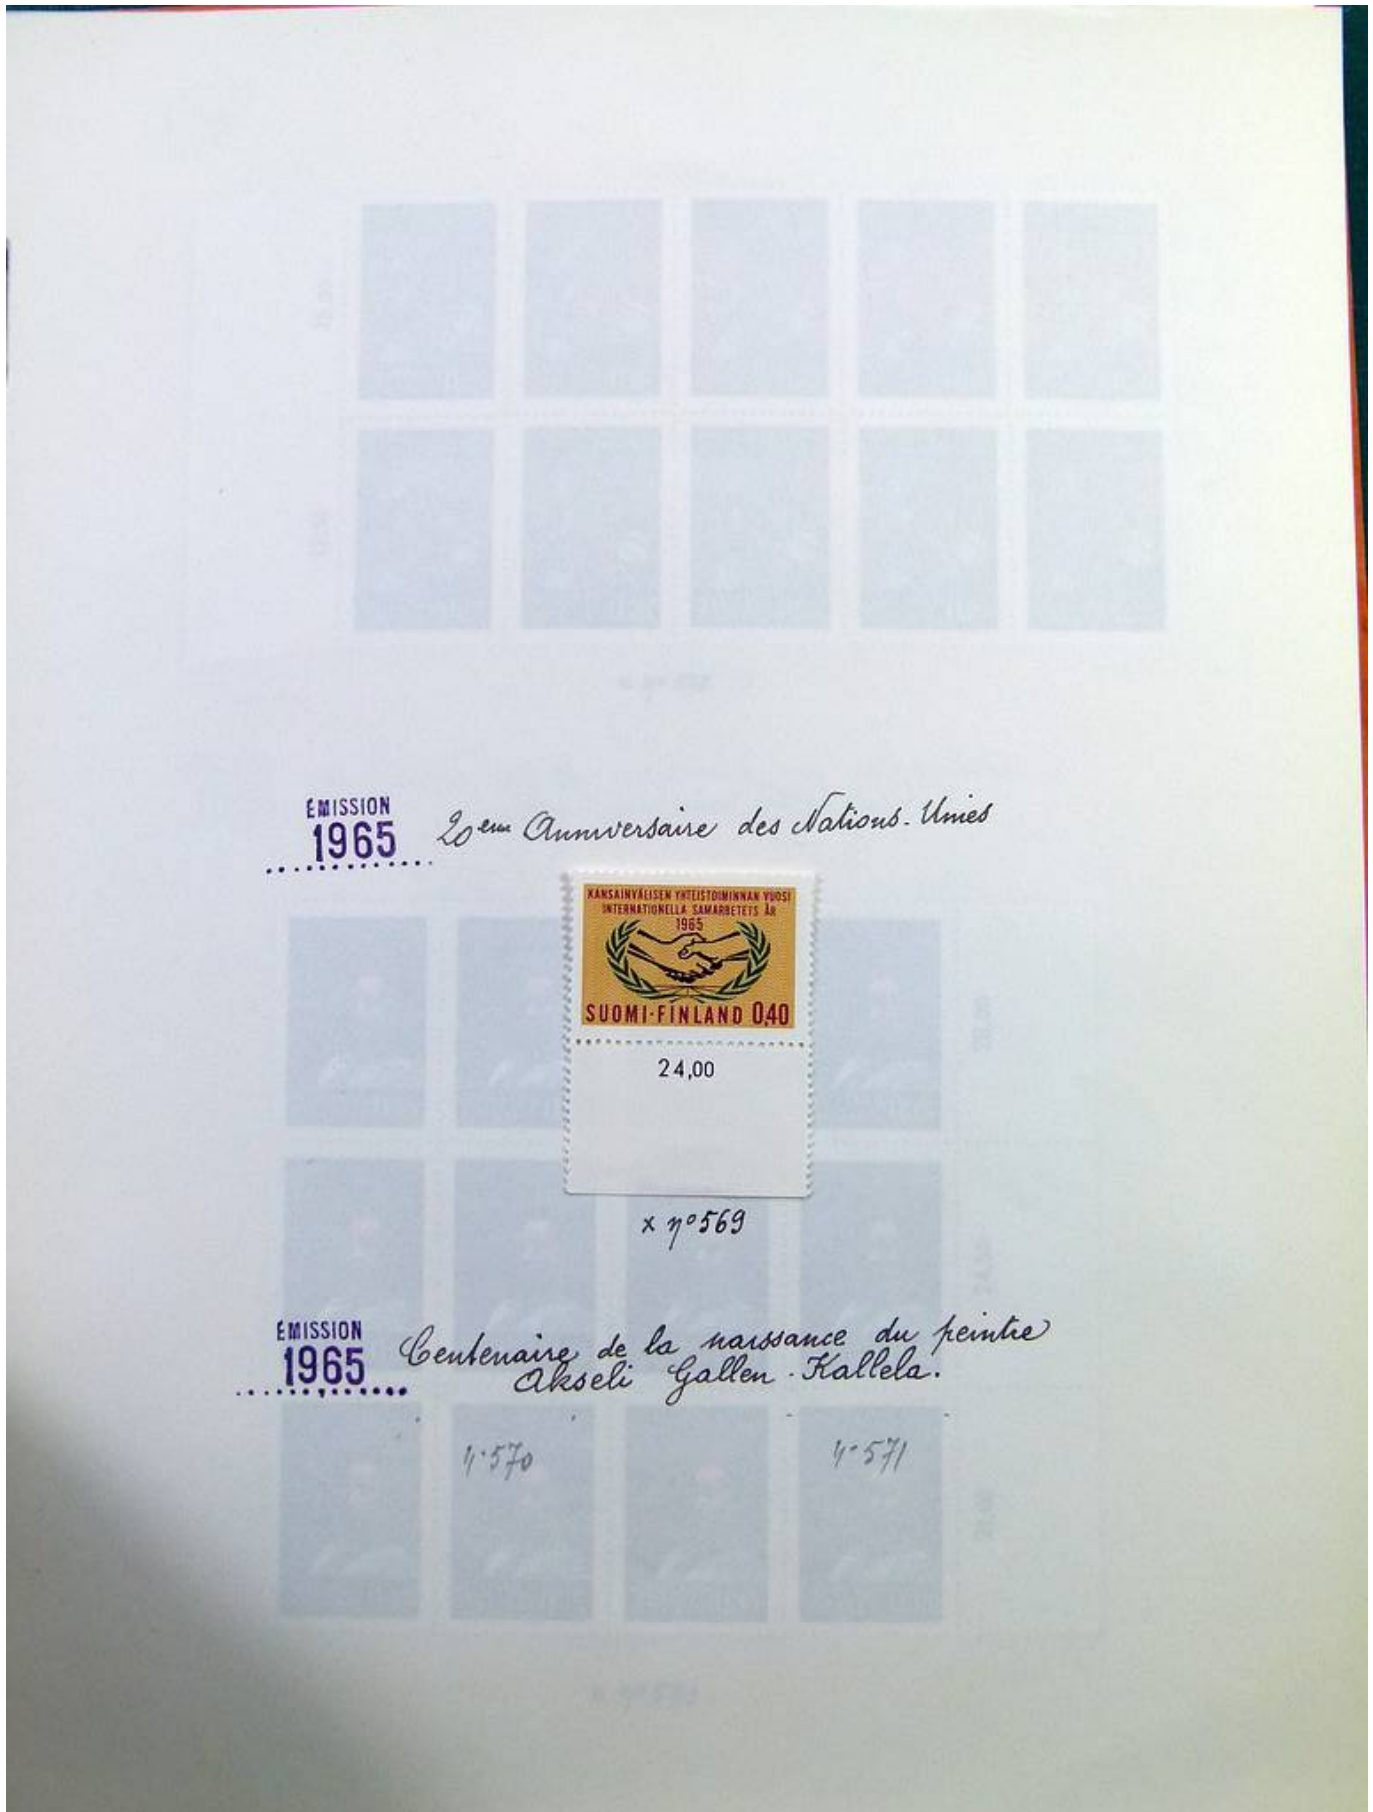 ÉMISSION
1965
20eme Anniversaire des Nations-Unies
KANSAINVÄLISEN YHTEISTOIMINNAN VUOSI
INTERNATIONELLA SAMARBETETS ÅR
1965
SUOMI·FINLAND 0,40
24,00
x n° 569
ÉMISSION
1965
Centenaire de la naissance du peintre
Akseli Gallen-Kallela.
n° 570
n° 571